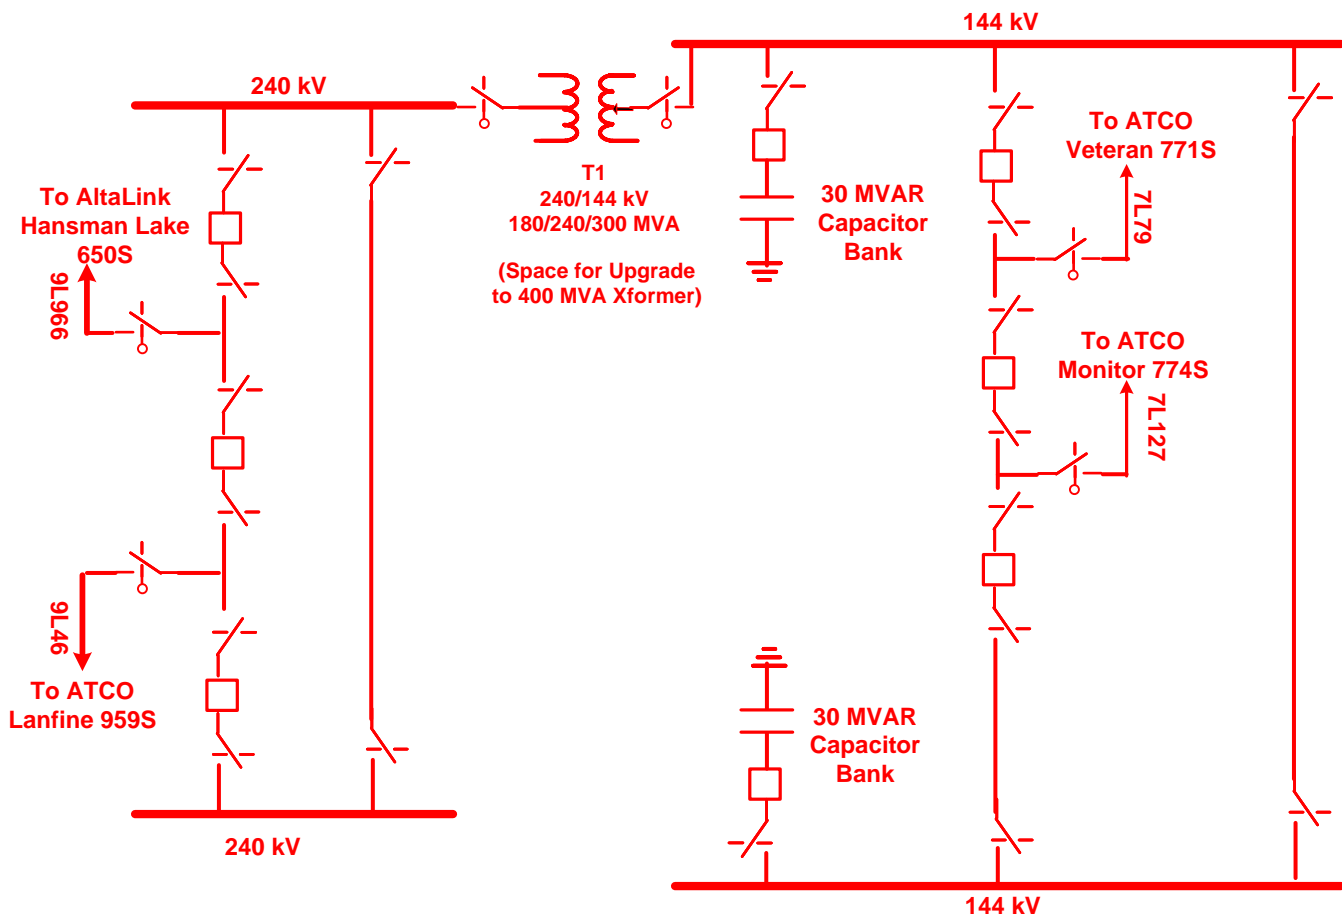 144 kV
240 kV
To AltaLink
Hansman Lake
650S
9L966
T1
240/144 kV
180/240/300 MVA
(Space for Upgrade
to 400 MVA Xformer)
30 MVAR
Capacitor
Bank
To ATCO
Veteran 771S
7L79
To ATCO
Monitor 774S
7L127
9L46
To ATCO
Lanfine 959S
30 MVAR
Capacitor
Bank
240 kV
144 kV